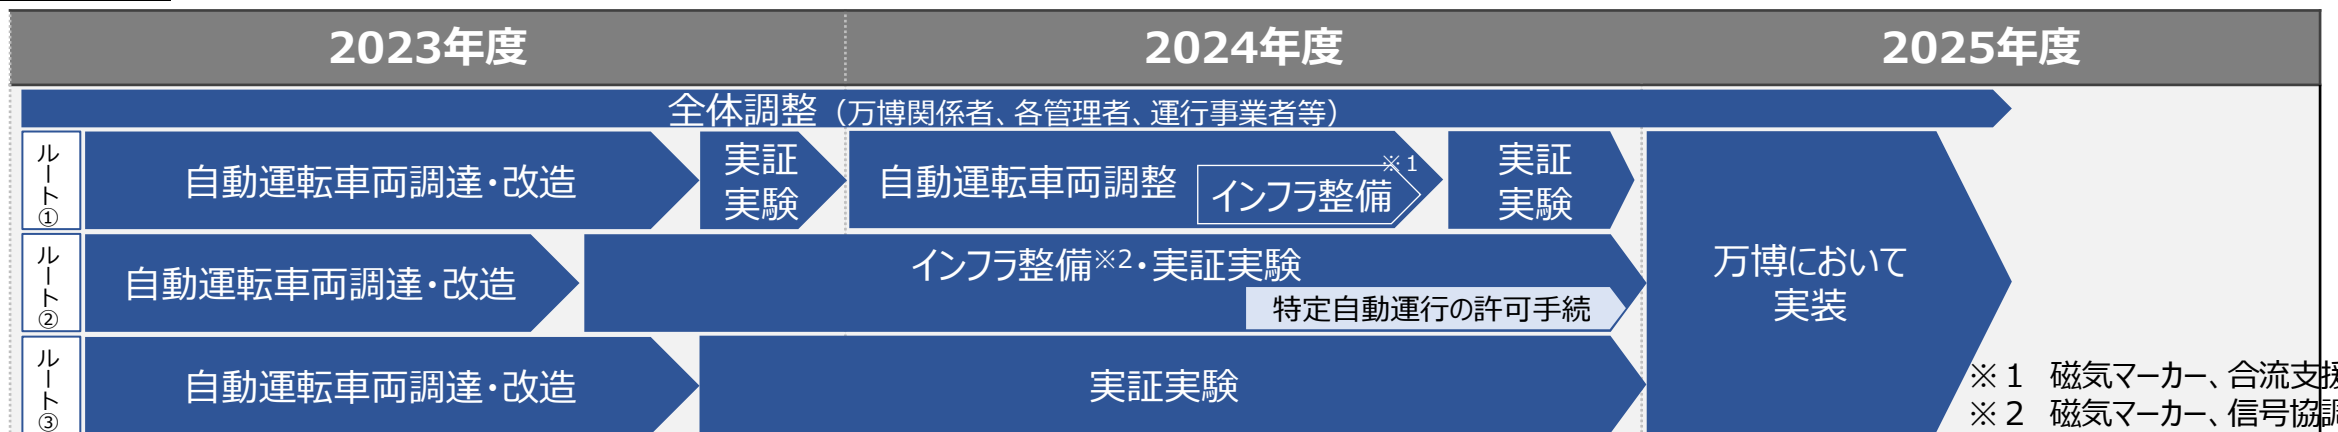 2023年度 2024年度 2025年度
全体調整（万博関係者、各管理者、運行事業者等）
ルート①
自動運転車両調達・改造
実証
実験
自動運転車両調整
インフラ整備
※1
実証
実験
ルート②
自動運転車両調達・改造
インフラ整備※2・実証実験
特定自動運行の許可手続
ルート③
自動運転車両調達・改造
実証実験
万博において
実装
※１ 磁気マーカー、合流支援
※２ 磁気マーカー、信号協調